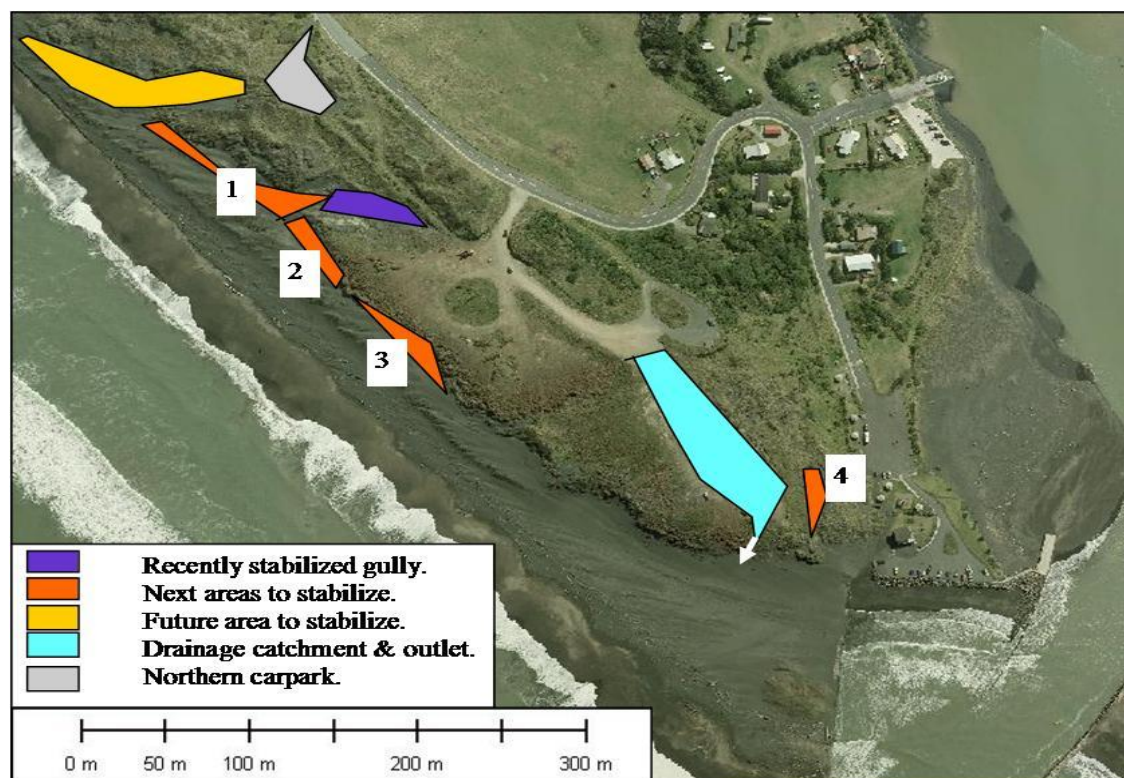 1
2
3
4
Recently stabilized gully.
Next areas to stabilize.
Future area to stabilize.
Drainage catchment & outlet.
Northern carpark.
0 m 50 m 100 m 200 m 300 m